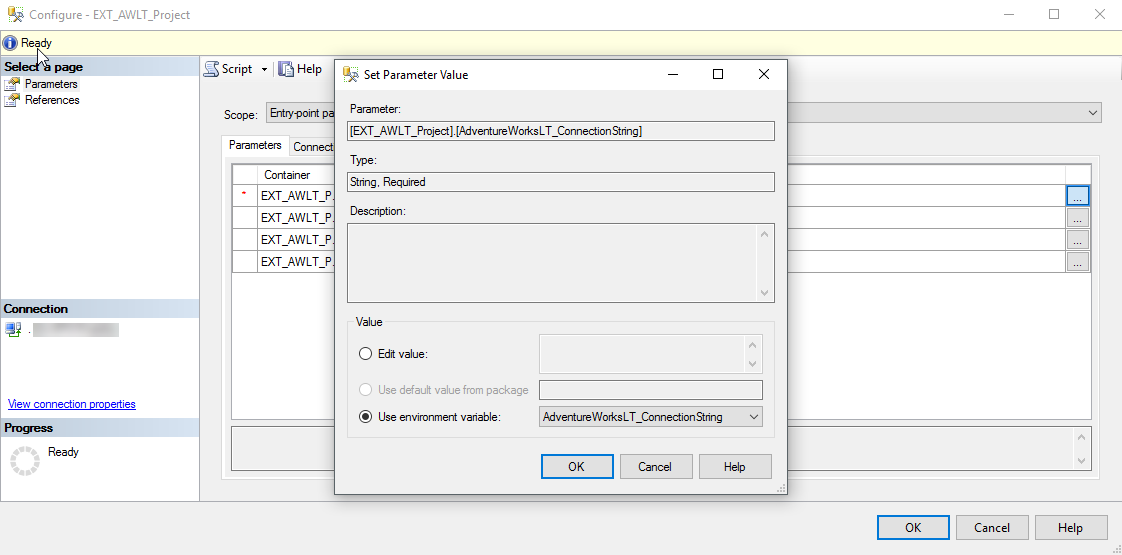 Configure - EXT_AWLT_Project
Ready
Select a page
Parameters
References
Connection
View connection properties
Progress
Ready
Script
Help
Scope:
Entry-point pa
Parameters
Connect
Container
* EXT_AWLT_P.
...
EXT_AWLT_P.
...
EXT_AWLT_P.
...
EXT_AWLT_P.
...
Set Parameter Value
Parameter:
[EXT_AWLT_Project].[AdventureWorksLT_ConnectionString]
Type:
String, Required
Description:
Value
Edit value:
Use default value from package
Use environment variable:
AdventureWorksLT_ConnectionString
OK
Cancel
Help
OK
Cancel
Help